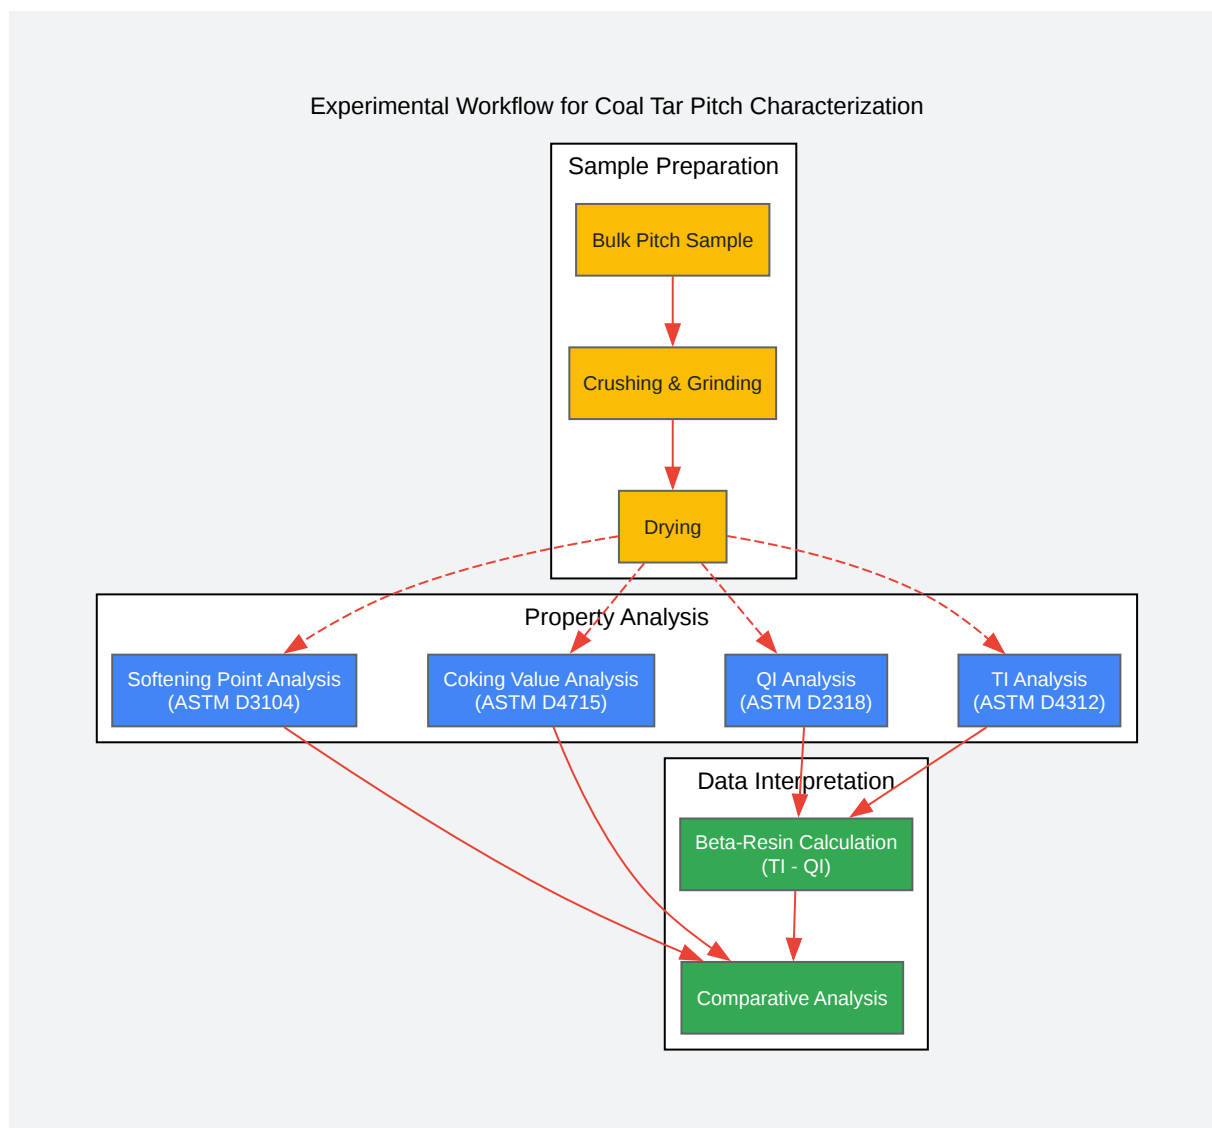 Experimental Workflow for Coal Tar Pitch Characterization
Sample Preparation
Bulk Pitch Sample
Crushing & Grinding
Drying
Property Analysis
Softening Point Analysis
(ASTM D3104)
Coking Value Analysis
(ASTM D4715)
QI Analysis
(ASTM D2318)
TI Analysis
(ASTM D4312)
Data Interpretation
Beta-Resin Calculation
(TI - QI)
Comparative Analysis